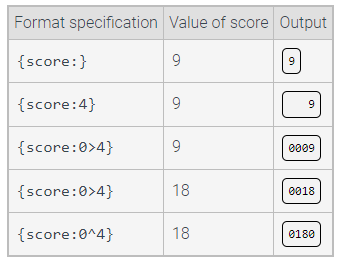 Format specification Value of score Output
{score:} 9 9
{score:4} 9 9
{score:0>4} 9 0009
{score:0>4} 18 0018
{score:0^4} 18 0180